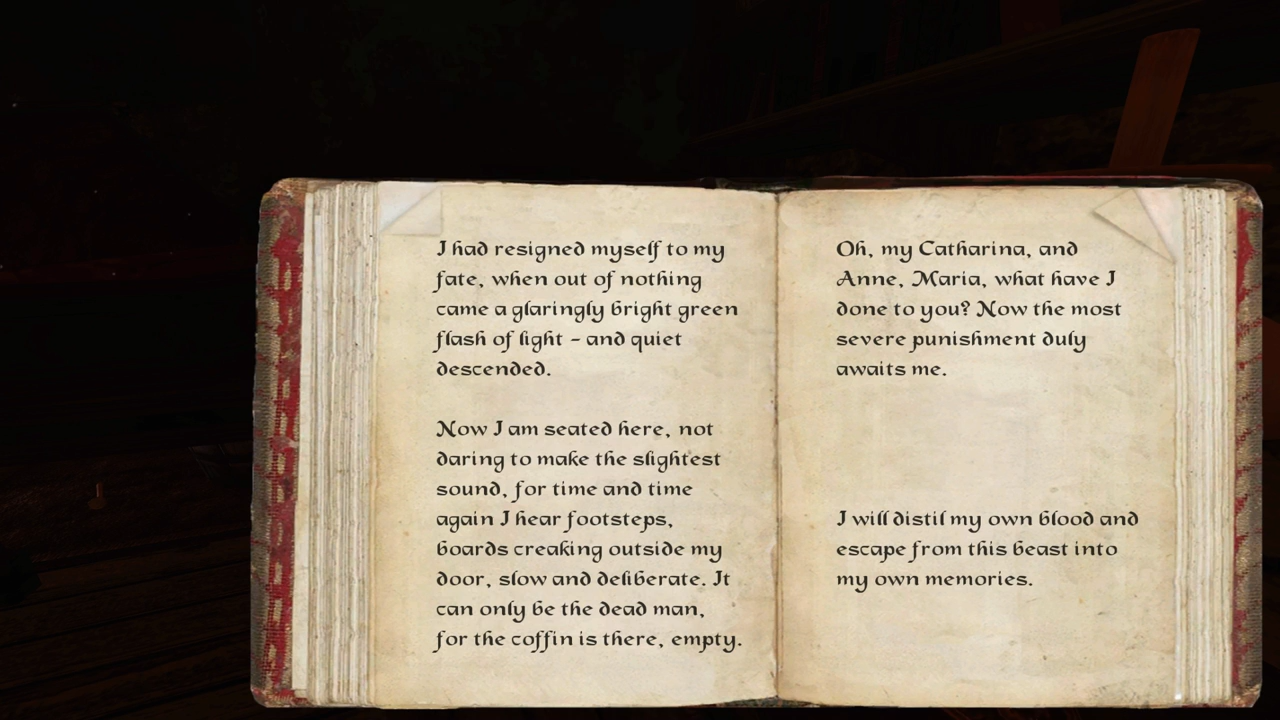 I had resigned myself to my
fate, when out of nothing
came a glaringly bright green
flash of light - and quiet
descended.
Now I am seated here, not
daring to make the slightest
sound, for time and time
again I hear footsteps,
boards creaking outside my
door, slow and deliberate. It
can only be the dead man,
for the coffin is there, empty.
Oh, my Catharina, and
Anne, Maria, what have I
done to you? Now the most
severe punishment duly
awaits me.
I will distil my own blood and
escape from this beast into
my own memories.